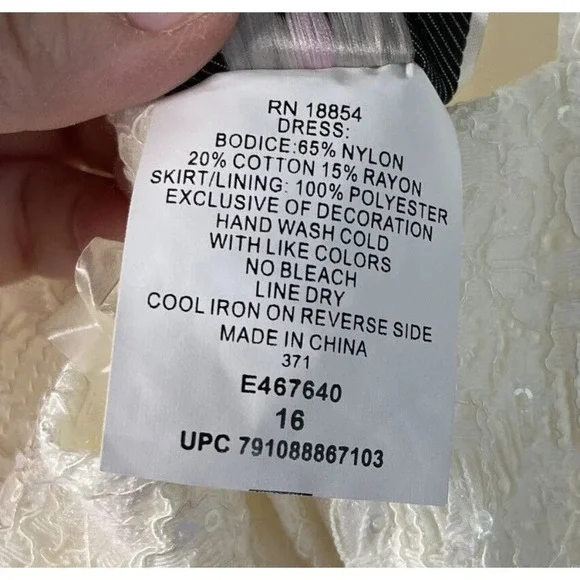 RN 18854
DRESS:
BODICE:65% NYLON
20% COTTON 15% RAYON
SKIRT/LINING: 100% POLYESTER
EXCLUSIVE OF DECORATION
HAND WASH COLD
WITH LIKE COLORS
NO BLEACH
LINE DRY
COOL IRON ON REVERSE SIDE
MADE IN CHINA
371
E467640
16
UPC 791088867103